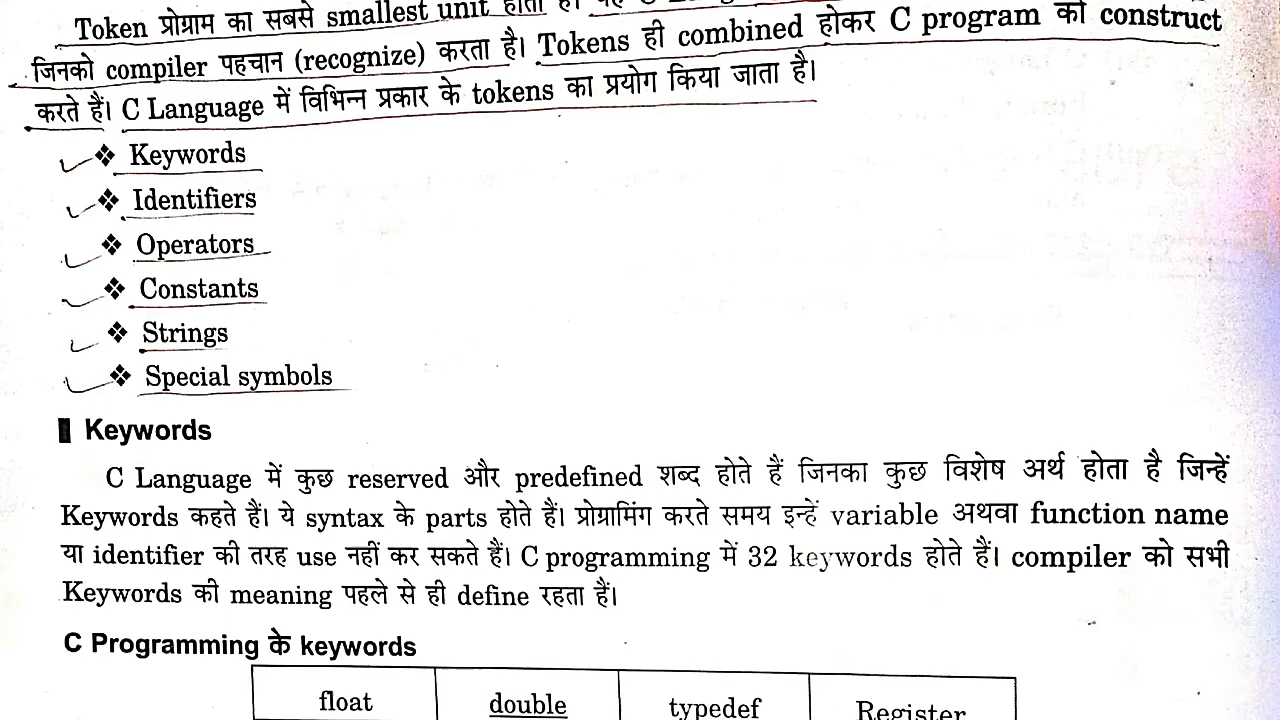 Token प्रोग्राम का सबसे smallest unit होता है। यह C
जिनको compiler पहचान (recognize) करता है। Tokens ही combined होकर C program को construct
करते हैं। C Language में विभिन्न प्रकार के tokens का प्रयोग किया जाता है।
❖ Keywords
❖ Identifiers
❖ Operators
❖ Constants
❖ Strings
❖ Special symbols
Keywords
C Language में कुछ reserved और predefined शब्द होते हैं जिनका कुछ विशेष अर्थ होता है जिन्हें
Keywords कहते हैं। ये syntax के parts होते हैं। प्रोग्रामिंग करते समय इन्हें variable अथवा function name
या identifier की तरह use नहीं कर सकते हैं। C programming में 32 keywords होते हैं। compiler को सभी
Keywords की meaning पहले से ही define रहता हैं।
C Programming के keywords
float double typedef Register